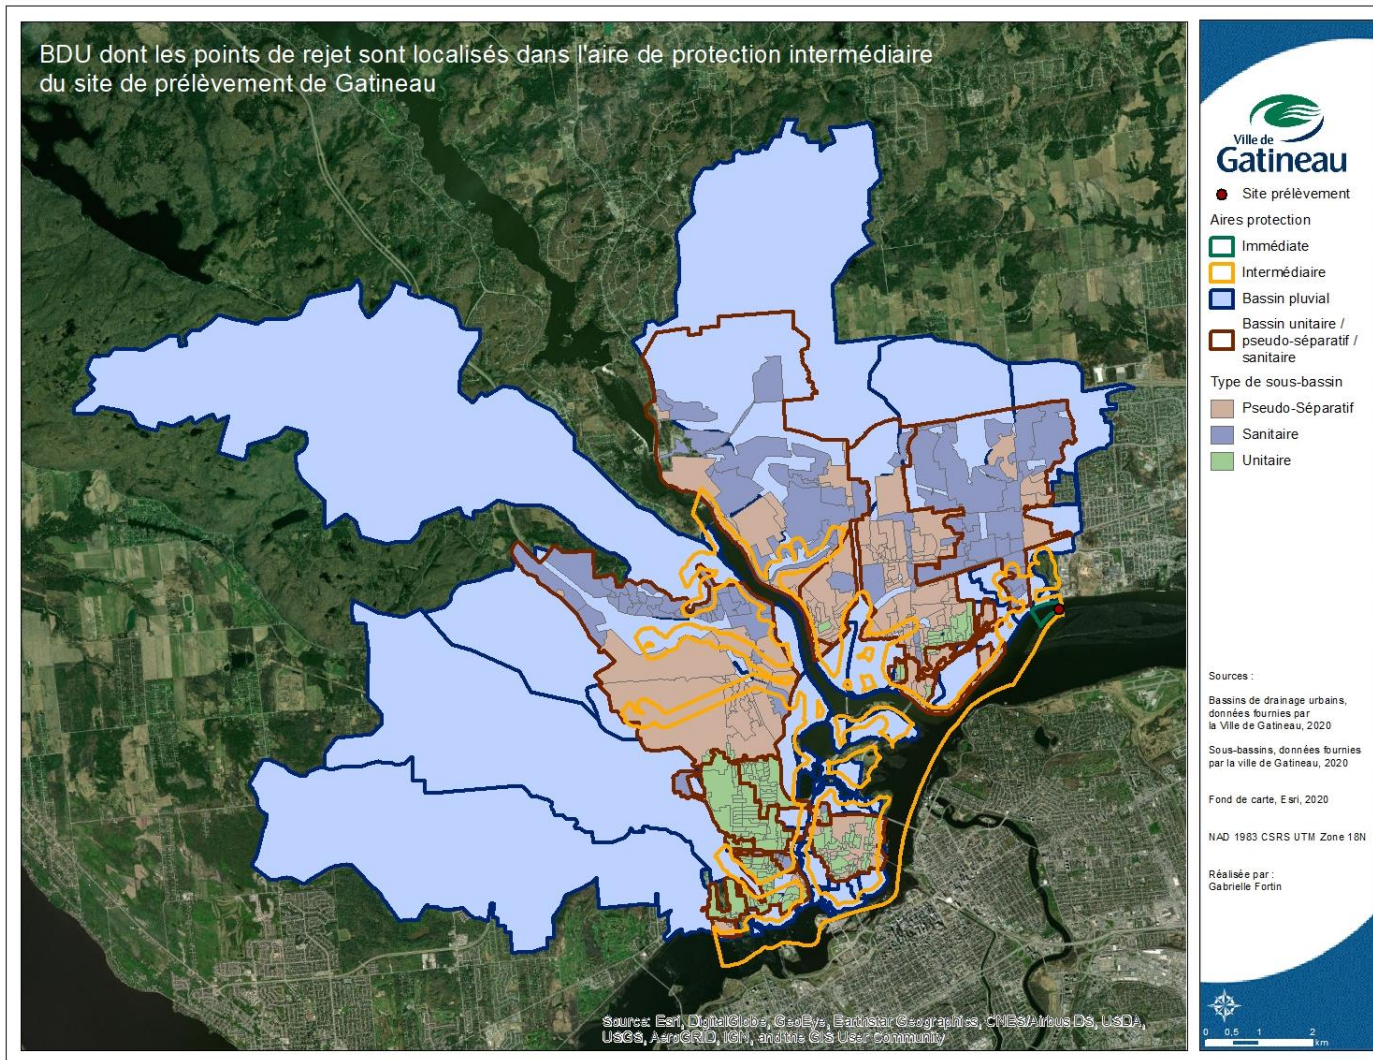 BDU dont les points de rejet sont localisés dans l'aire de protection intermédiaire
du site de prélèvement de Gatineau
Ville de
Gatineau
Site prélèvement
Aires protection
Immédiate
Intermédiaire
Bassin pluvial
Bassin unitaire /
pseudo-séparatif /
sanitaire
Type de sous-bassin
Pseudo-Séparatif
Sanitaire
Unitaire
Sources :
Bassins de drainage urbains,
données fournies par
la Ville de Gatineau, 2020
Sous-bassins, données fournies
par la ville de Gatineau, 2020
Fond de carte, Esri, 2020
NAD 1983 CSRS UTM Zone 18N
Réalisée par :
Gabrielle Fortin
0 0,5 1 2
km
Source: Esri, DigitalGlobe, GeoEye, Earthstar Geographics, CNES/Airbus DS, USDA,
USGS, AeroGRID, IGN, and the GIS User Community